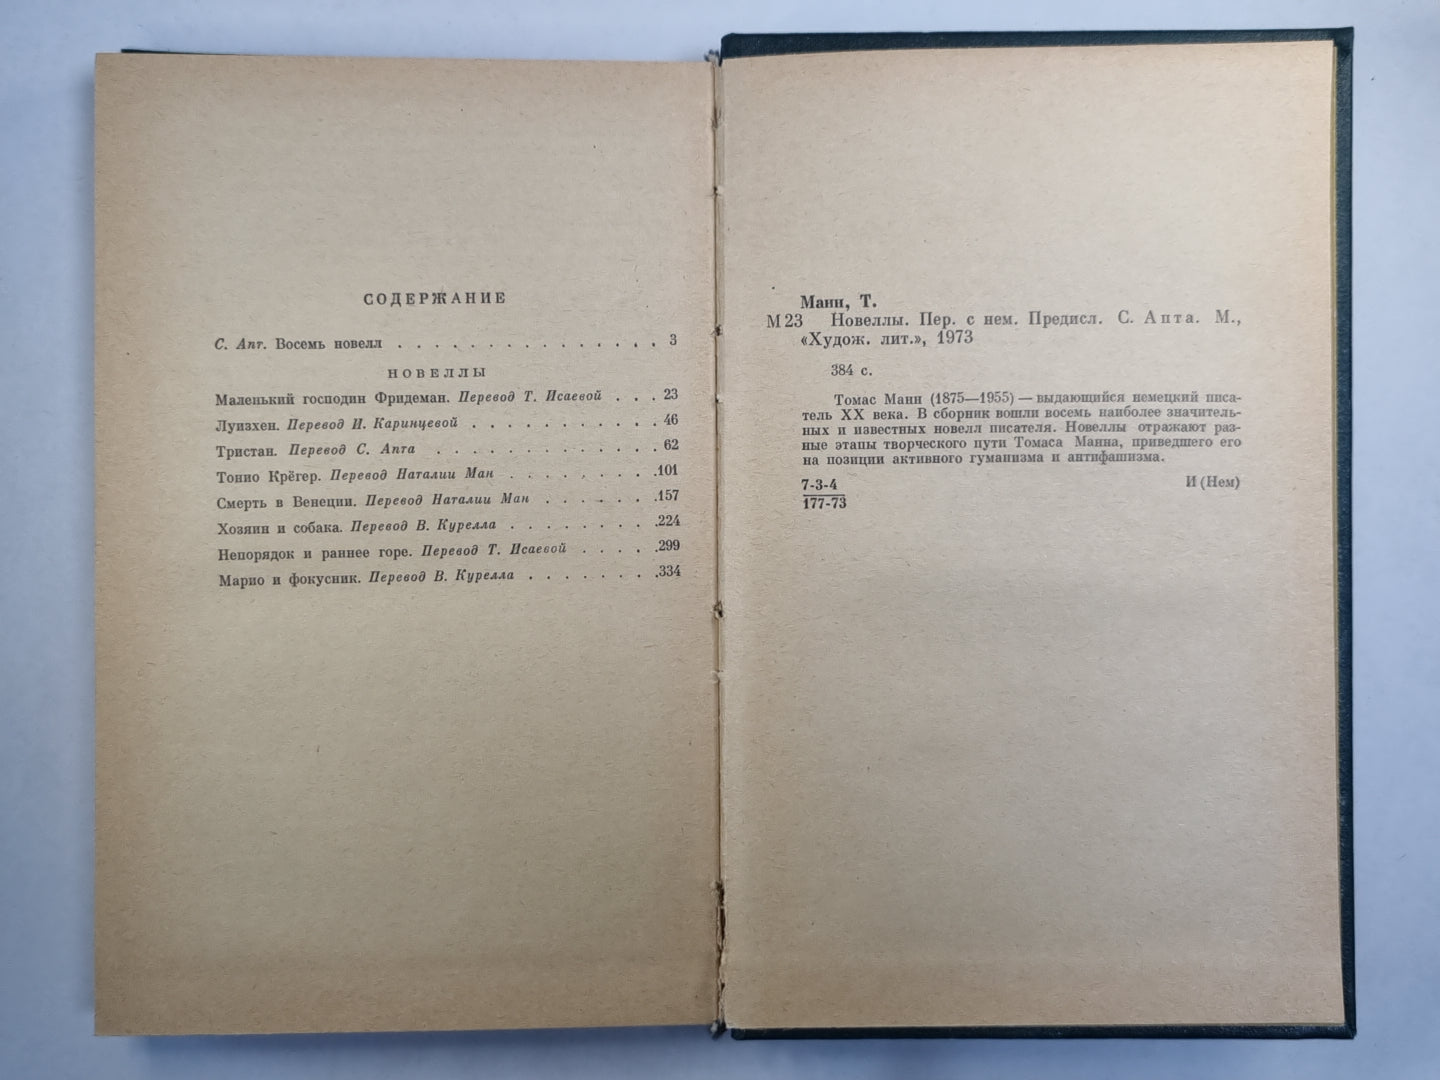 СОДЕРЖАНИЕ
С. Апт. Восемь новелл . . . . . . . . . . . . . . . 3
НОВЕЛЛЫ
Маленький господин Фридеман. Перевод Т. Исаевой . . . 23
Луизхен. Перевод И. Каринцевой . . . . . . . . . . . 46
Тристан. Перевод С. Апта . . . . . . . . . . . . . 62
Тонио Крёгер. Перевод Наталии Ман . . . . . . . . .101
Смерть в Венеции. Перевод Наталии Ман . . . . . . .157
Хозяин и собака. Перевод В. Курелла . . . . . . . . .224
Непорядок и раннее горе. Перевод Т. Исаевой . . . . .299
Марио и фокусник. Перевод В. Курелла . . . . . . . .334
Манн, Т.
М23 Новеллы. Пер. с нем. Предисл. С. Апта. М.,
«Худож. лит.», 1973
384 с.
Томас Манн (1875—1955) — выдающийся немецкий писа-
тель XX века. В сборник вошли восемь наиболее значитель-
ных и известных новелл писателя. Новеллы отражают раз-
ные этапы творческого пути Томаса Манна, приведшего его
на позиции активного гуманизма и антифашизма.
7-3-4 И (Нем)
177-73